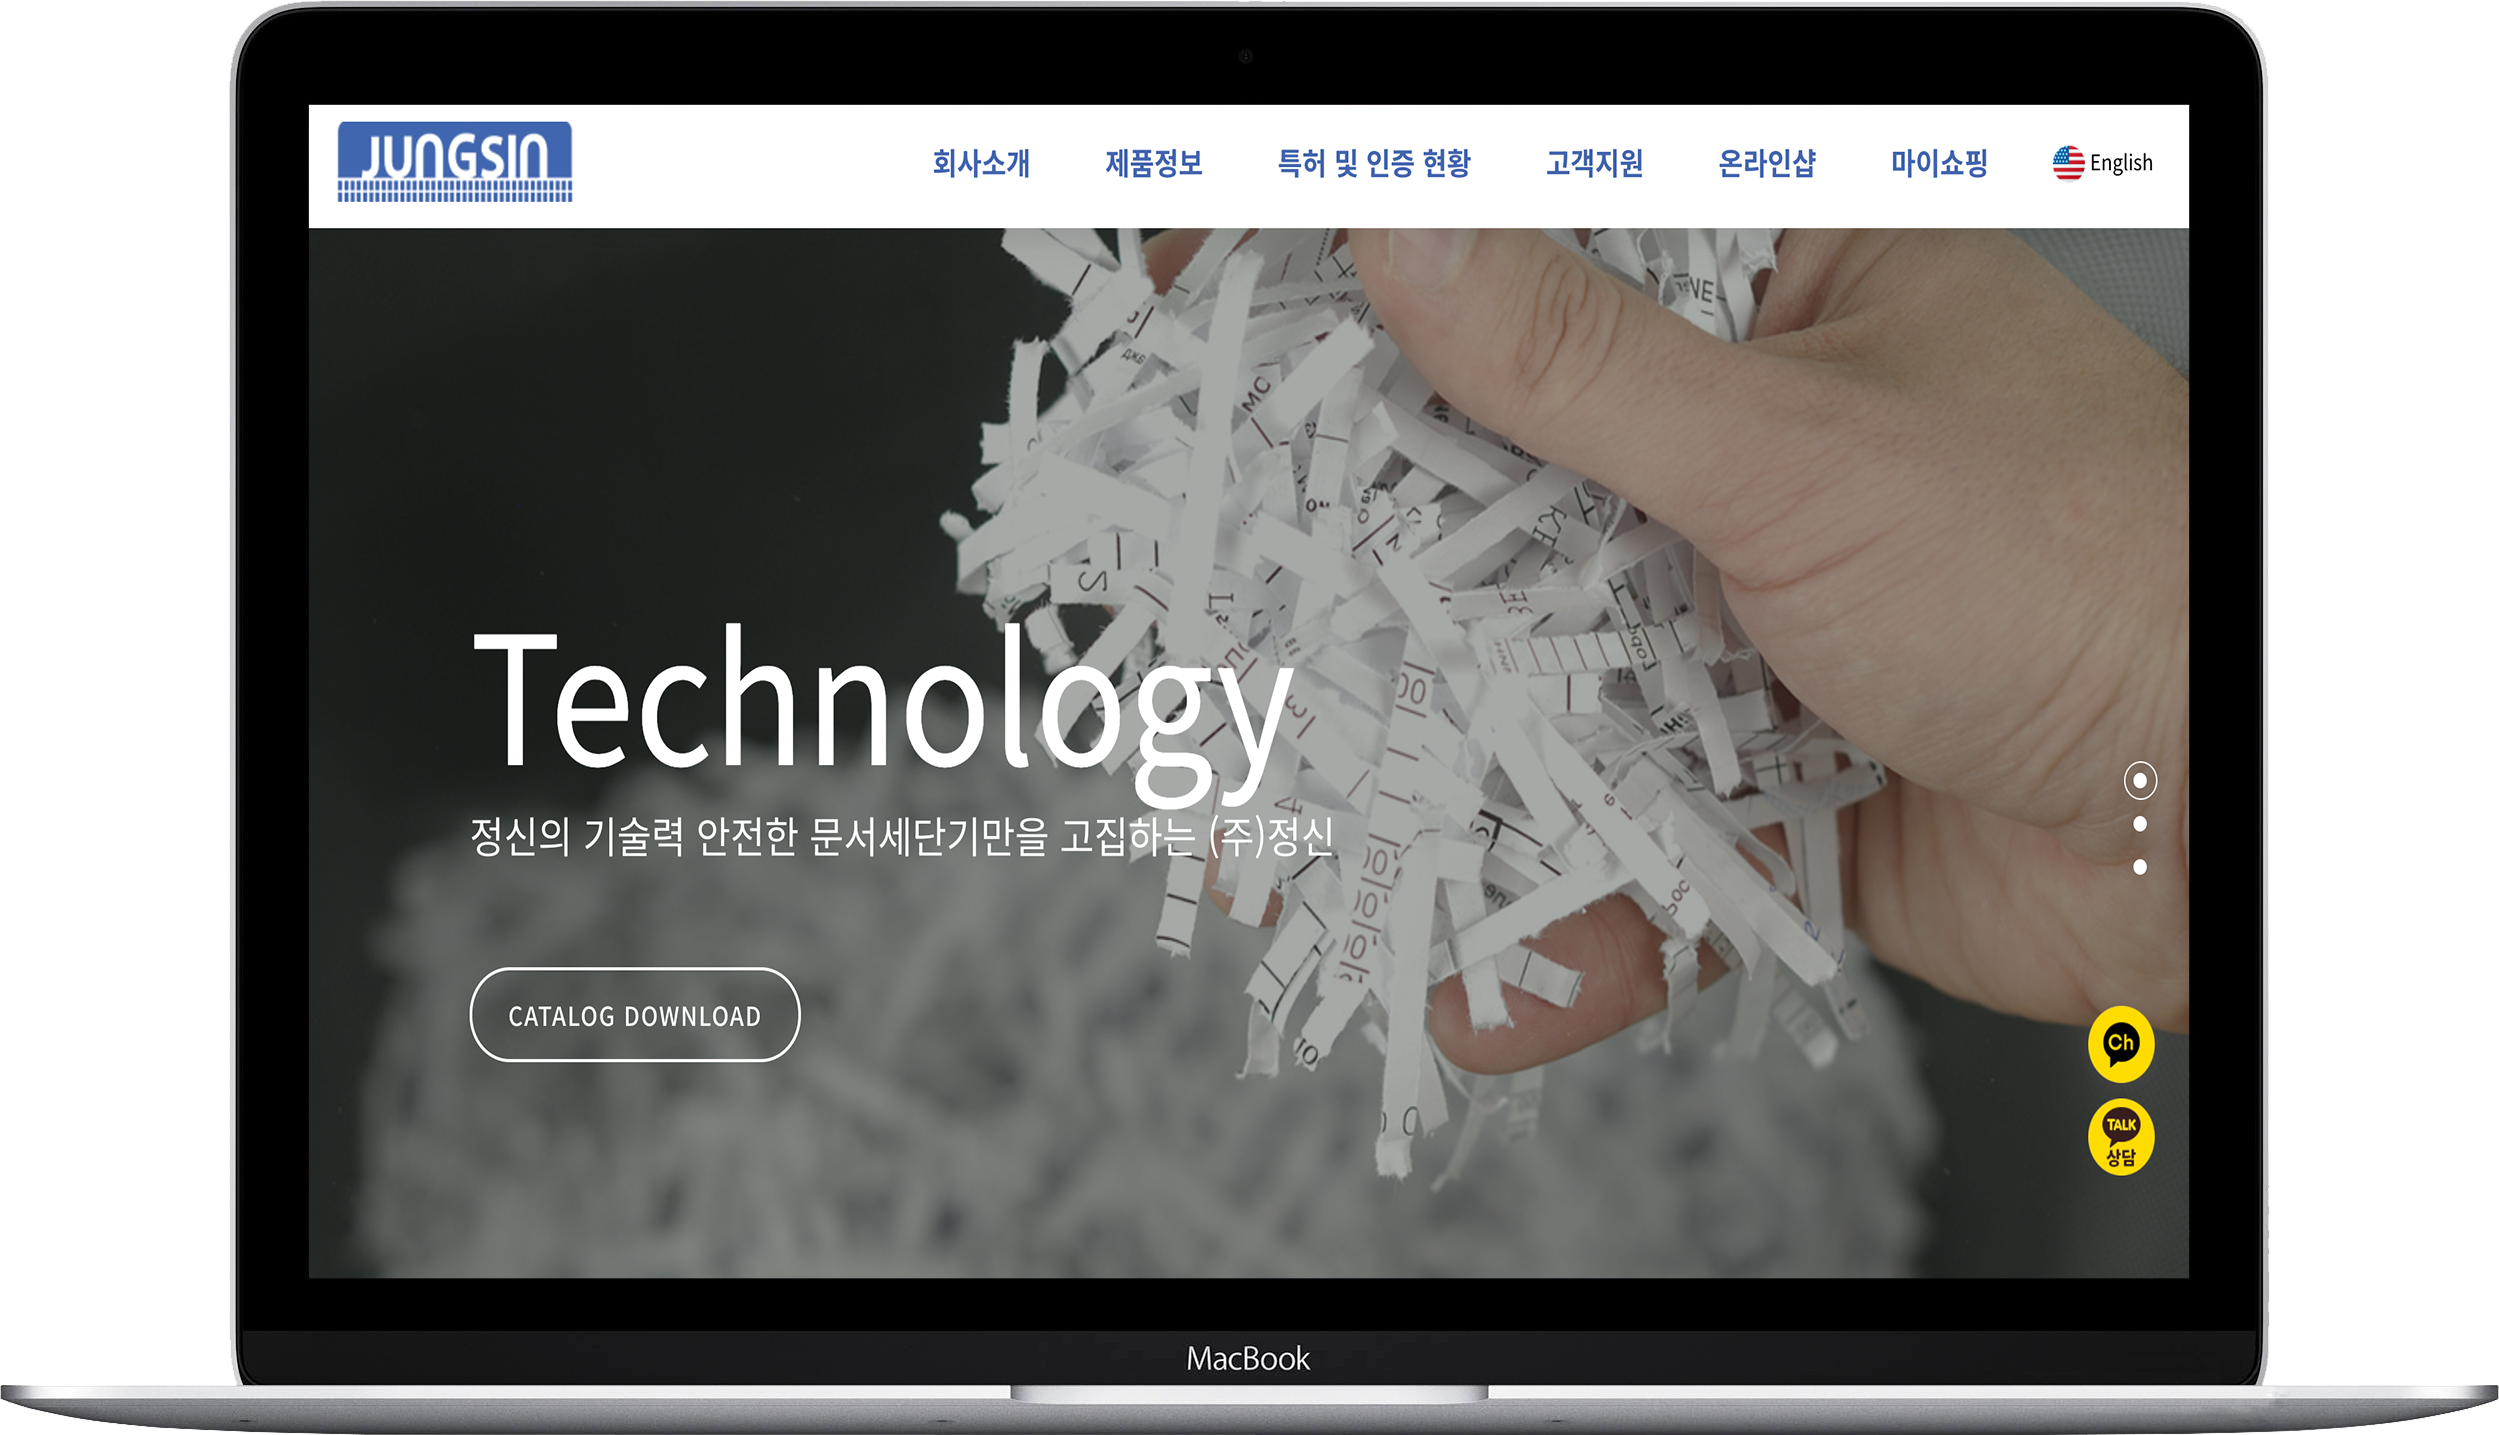 JUNGSIN
회사소개 제품정보 특허 및 인증 현황 고객지원 온라인샵 마이쇼핑 English
Technology
정신의 기술력 안전한 문서세단기만을 고집하는 (주)정신
CATALOG DOWNLOAD
Ch
TALK
상담
MacBook